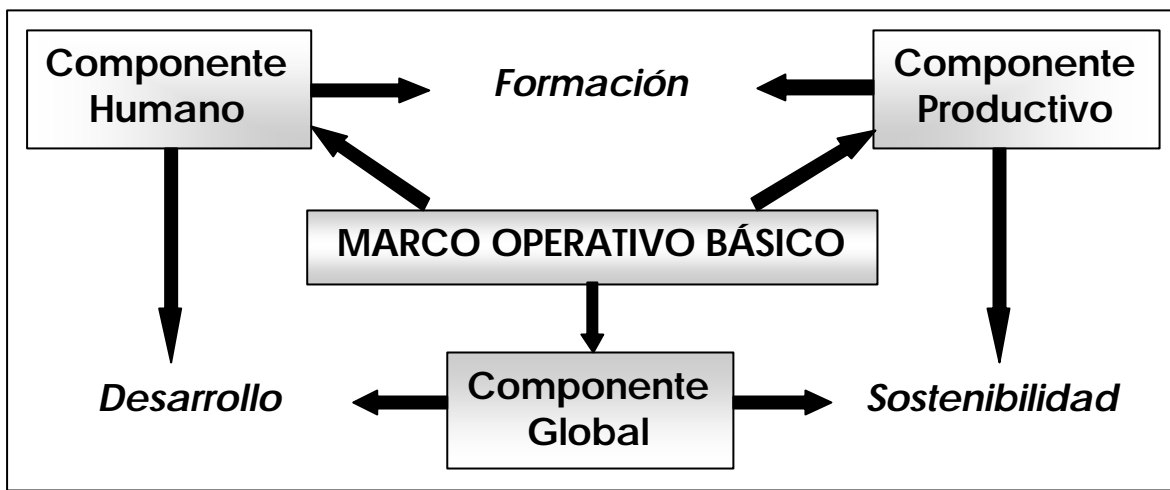 Componente
Humano
Formación
Componente
Productivo
MARCO OPERATIVO BÁSICO
Desarrollo
Componente
Global
Sostenibilidad